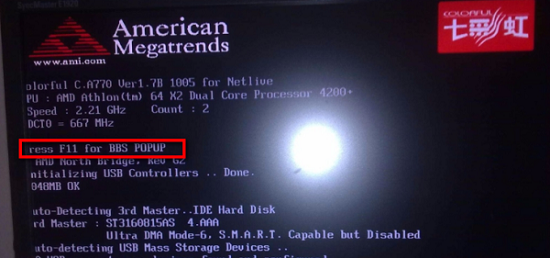 American
Megatrends
www.ami.com
COLORFUL
七彩虹
olorful C.A770 Ver1.7B 1005 for Netlive
PU : AMD Athlon(tm) 64 X2 Dual Core Processor 4200+
Speed : 2.21 GHz Count : 2
DCT0 = 667 MHz
ress F11 for BBS POPUP
AMD North Bridge, Rev G2
nitializing USB Controllers .. Done.
048MB OK
uto-Detecting 3rd Master..IDE Hard Disk
rd Master : ST3160815AS 4.AAA
Ultra DMA Mode-6, S.M.A.R.T. Capable but Disabled
uto-detecting USB Mass Storage Devices ..